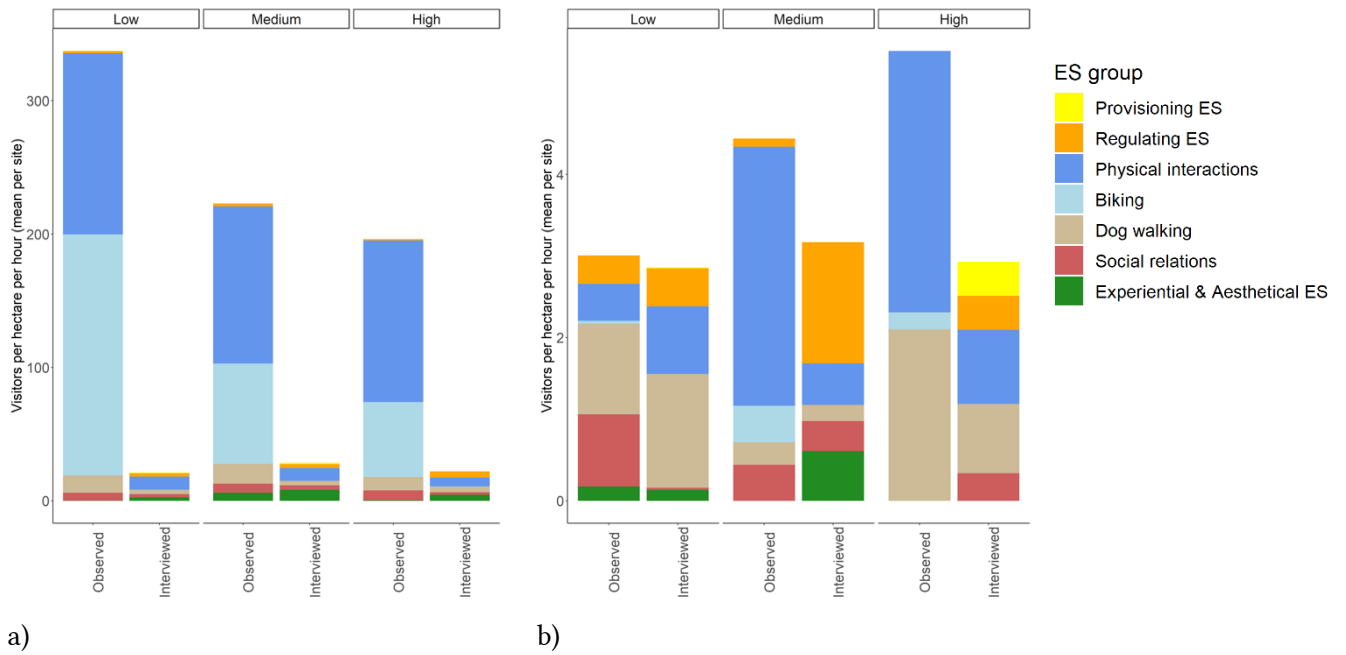 Low Medium High
Visitors per hectare per hour (mean per site)
300
200
100
0
Observed Interviewed Observed Interviewed Observed Interviewed
a)
Low Medium High
Visitors per hectare per hour (mean per site)
4
2
0
Observed Interviewed Observed Interviewed Observed Interviewed
b)
ES group
Provisioning ES
Regulating ES
Physical interactions
Biking
Dog walking
Social relations
Experiential & Aesthetical ES